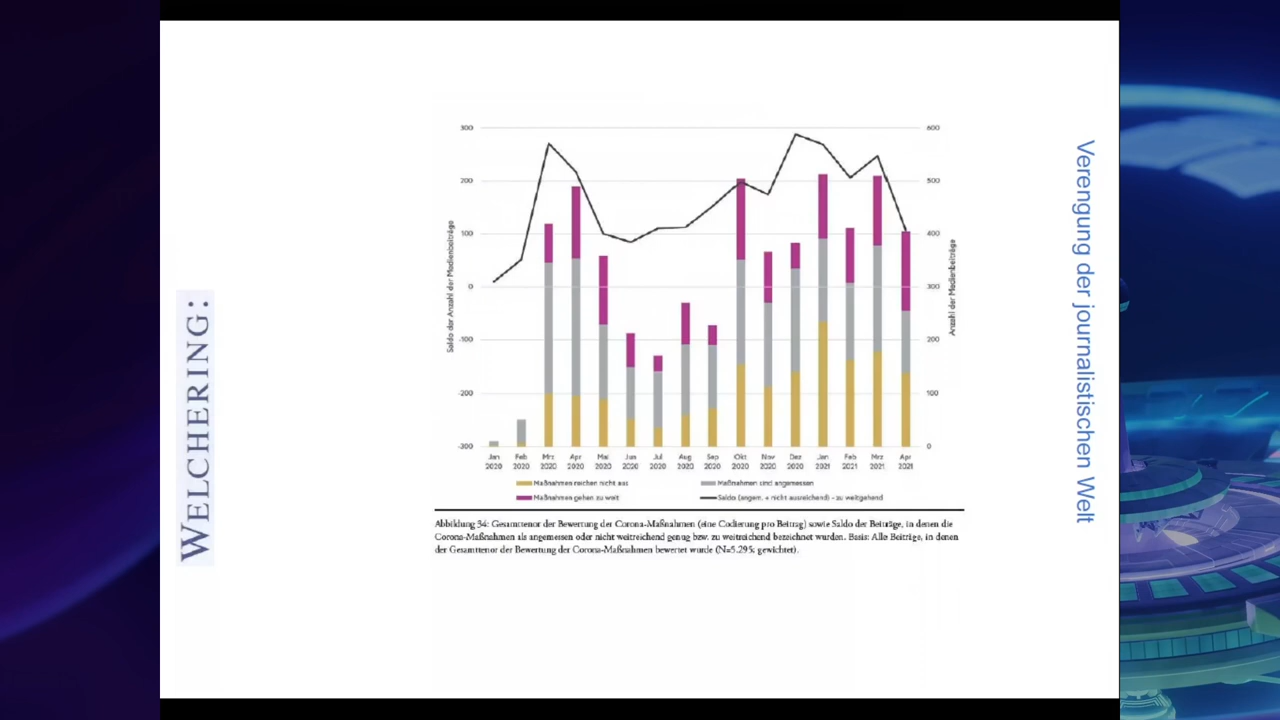 WELCHERING:
Verengung der journalistischen Welt
300
200
100
0
-100
-200
-300
600
500
400
300
200
100
0
Saldo der Anzahl der Medienbeiträge
Anzahl der Medienbeiträge
Jan 2020
Feb 2020
Mrz 2020
Apr 2020
Mai 2020
Jun 2020
Jul 2020
Aug 2020
Sep 2020
Okt 2020
Nov 2020
Dez 2020
Jan 2021
Feb 2021
Mrz 2021
Apr 2021
Maßnahmen reichen nicht aus
Maßnahmen sind angemessen
Maßnahmen gehen zu weit
Saldo (angem. + nicht ausreichend) - zu weitgehend
Abbildung 34: Gesamttenor der Bewertung der Corona-Maßnahmen (eine Codierung pro Beitrag) sowie Saldo der Beiträge, in denen die
Corona-Maßnahmen als angemessen oder nicht weitreichend genug bzw. zu weitreichend bezeichnet wurden. Basis: Alle Beiträge, in denen
der Gesamttenor der Bewertung der Corona-Maßnahmen bewertet wurde (N=5.295; gewichtet).